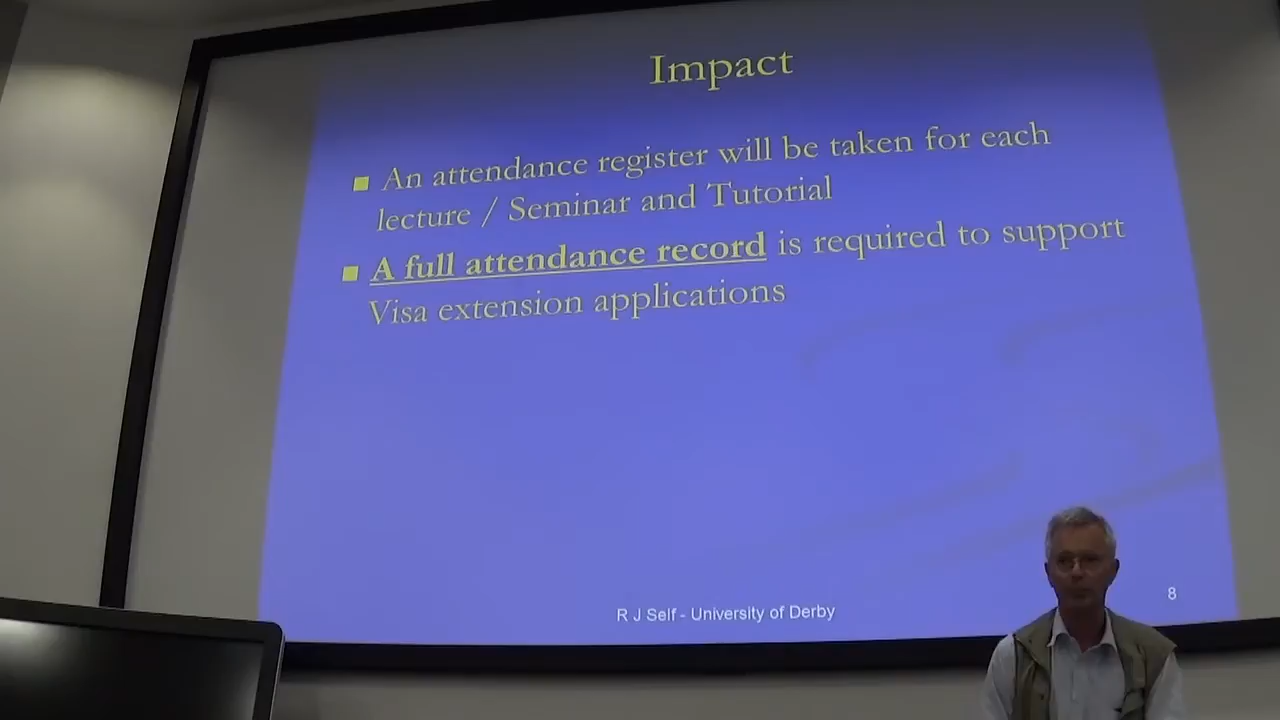 Impact
■ An attendance register will be taken for each
lecture / Seminar and Tutorial
■ A full attendance record is required to support
Visa extension applications
R J Self - University of Derby
8